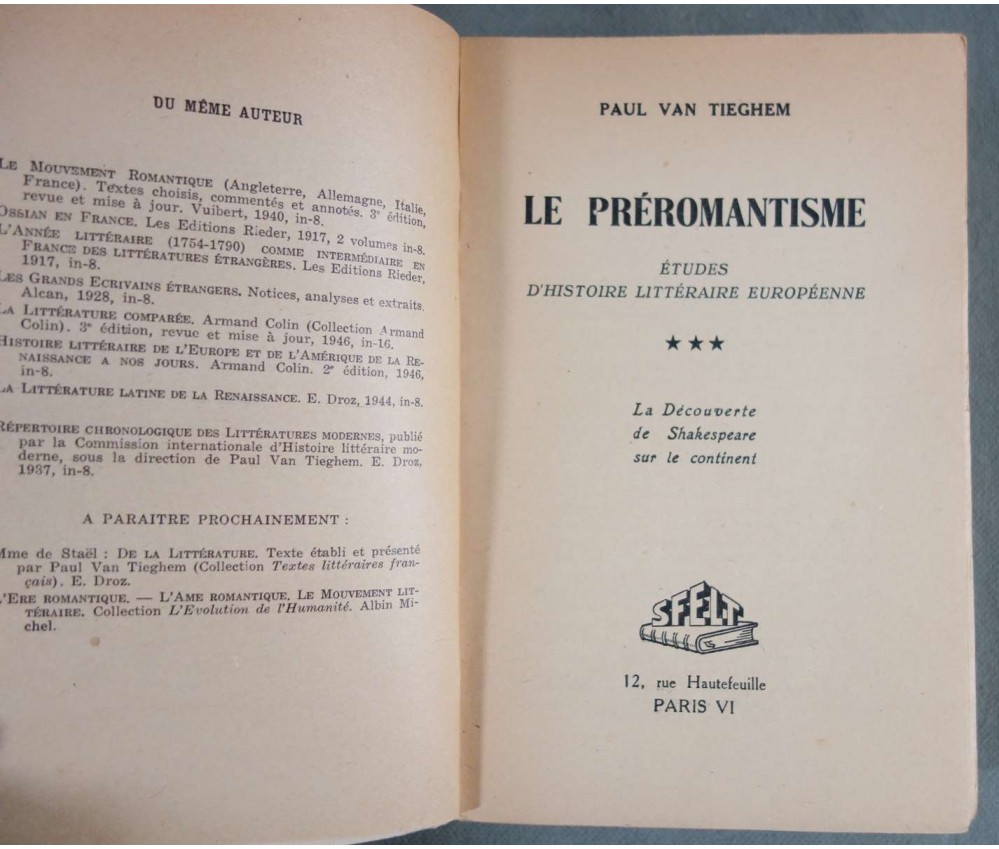 DU MÊME AUTEUR
LE MOUVEMENT ROMANTIQUE (Angleterre, Allemagne, Italie,
France). Textes choisis, commentés et annotés. 3e édition,
revue et mise à jour. Vuibert, 1940, in-8.
OSSIAN EN FRANCE. Les Editions Rieder, 1917, 2 volumes in-8.
L'ANNÉE LITTÉRAIRE (1754-1790) COMME INTERMÉDIAIRE EN
FRANCE DES LITTÉRATURES ÉTRANGÈRES. Les Editions Rieder,
1917, in-8.
LES GRANDS ECRIVAINS ÉTRANGERS. Notices, analyses et extraits.
Alcan, 1928, in-8.
LA LITTÉRATURE COMPARÉE. Armand Colin (Collection Armand
Colin). 3e édition, revue et mise à jour, 1946, in-16.
HISTOIRE LITTÉRAIRE DE L'EUROPE ET DE L'AMÉRIQUE DE LA RE-
NAISSANCE A NOS JOURS. Armand Colin. 2e édition, 1946,
in-8.
LA LITTÉRATURE LATINE DE LA RENAISSANCE. E. Droz, 1944, in-8.
RÉPERTOIRE CHRONOLOGIQUE DES LITTÉRATURES MODERNES, publié
par la Commission internationale d'Histoire littéraire mo-
derne, sous la direction de Paul Van Tieghem. E. Droz,
1937, in-8.
A PARAITRE PROCHAINEMENT :
Mme de Staël : DE LA LITTÉRATURE. Texte établi et présenté
par Paul Van Tieghem (Collection Textes littéraires fran-
çais). E. Droz.
L'ERE ROMANTIQUE. — L'AME ROMANTIQUE. LE MOUVEMENT LIT-
TÉRAIRE. Collection L'Evolution de l'Humanité. Albin Mi-
chel.
PAUL VAN TIEGHEM
LE PRÉROMANTISME
ÉTUDES
D'HISTOIRE LITTÉRAIRE EUROPÉENNE
★★★
La Découverte
de Shakespeare
sur le continent
SFELT
12, rue Hautefeuille
PARIS VI